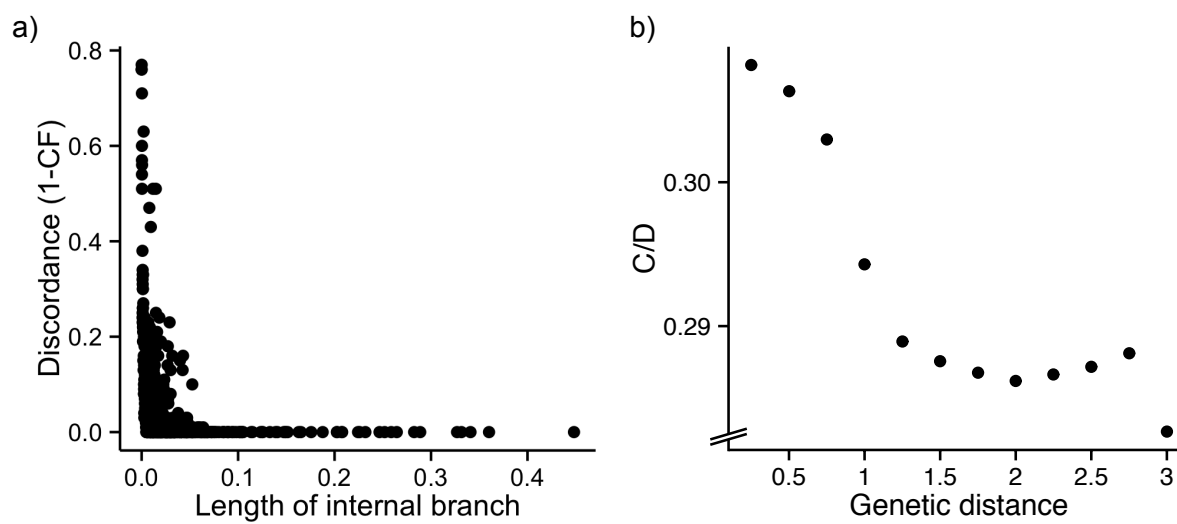 a)
Discordance (1-CF)
0.8
0.6
0.4
0.2
0.0
0.0 0.1 0.2 0.3 0.4
Length of internal branch
b)
C/D
0.30
0.29
0.5 1 1.5 2 2.5 3
Genetic distance